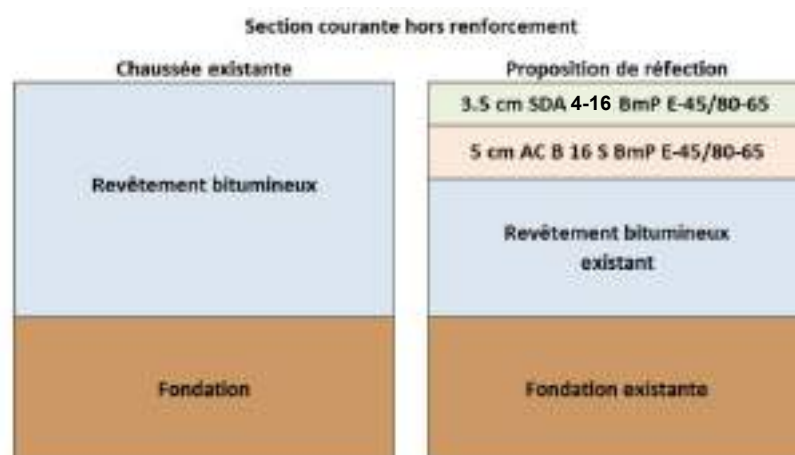 Section courante hors renforcement
Chaussée existante
Revêtement bitumineux
Fondation
Proposition de réfection
3.5 cm SDA 4-16 BmP E-45/80-65
5 cm AC B 16 S BmP E-45/80-65
Revêtement bitumineux
existant
Fondation existante